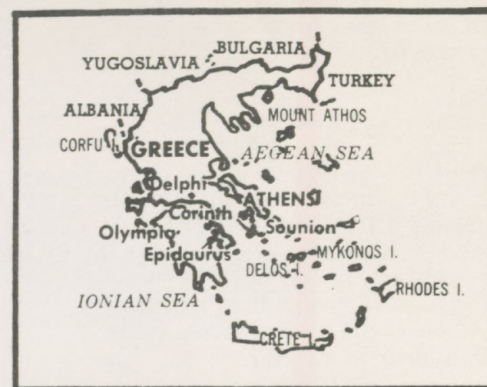 BULGARIA
YUGOSLAVIA
TURKEY
ALBANIA
MOUNT ATHOS
CORFU I.
GREECE
AEGEAN SEA
Delphi
ATHENS
Corinth
Olympia
Sounion
Epidaurus
MYKONOS I.
DELOS I.
RHODES I.
IONIAN SEA
CRETE I.